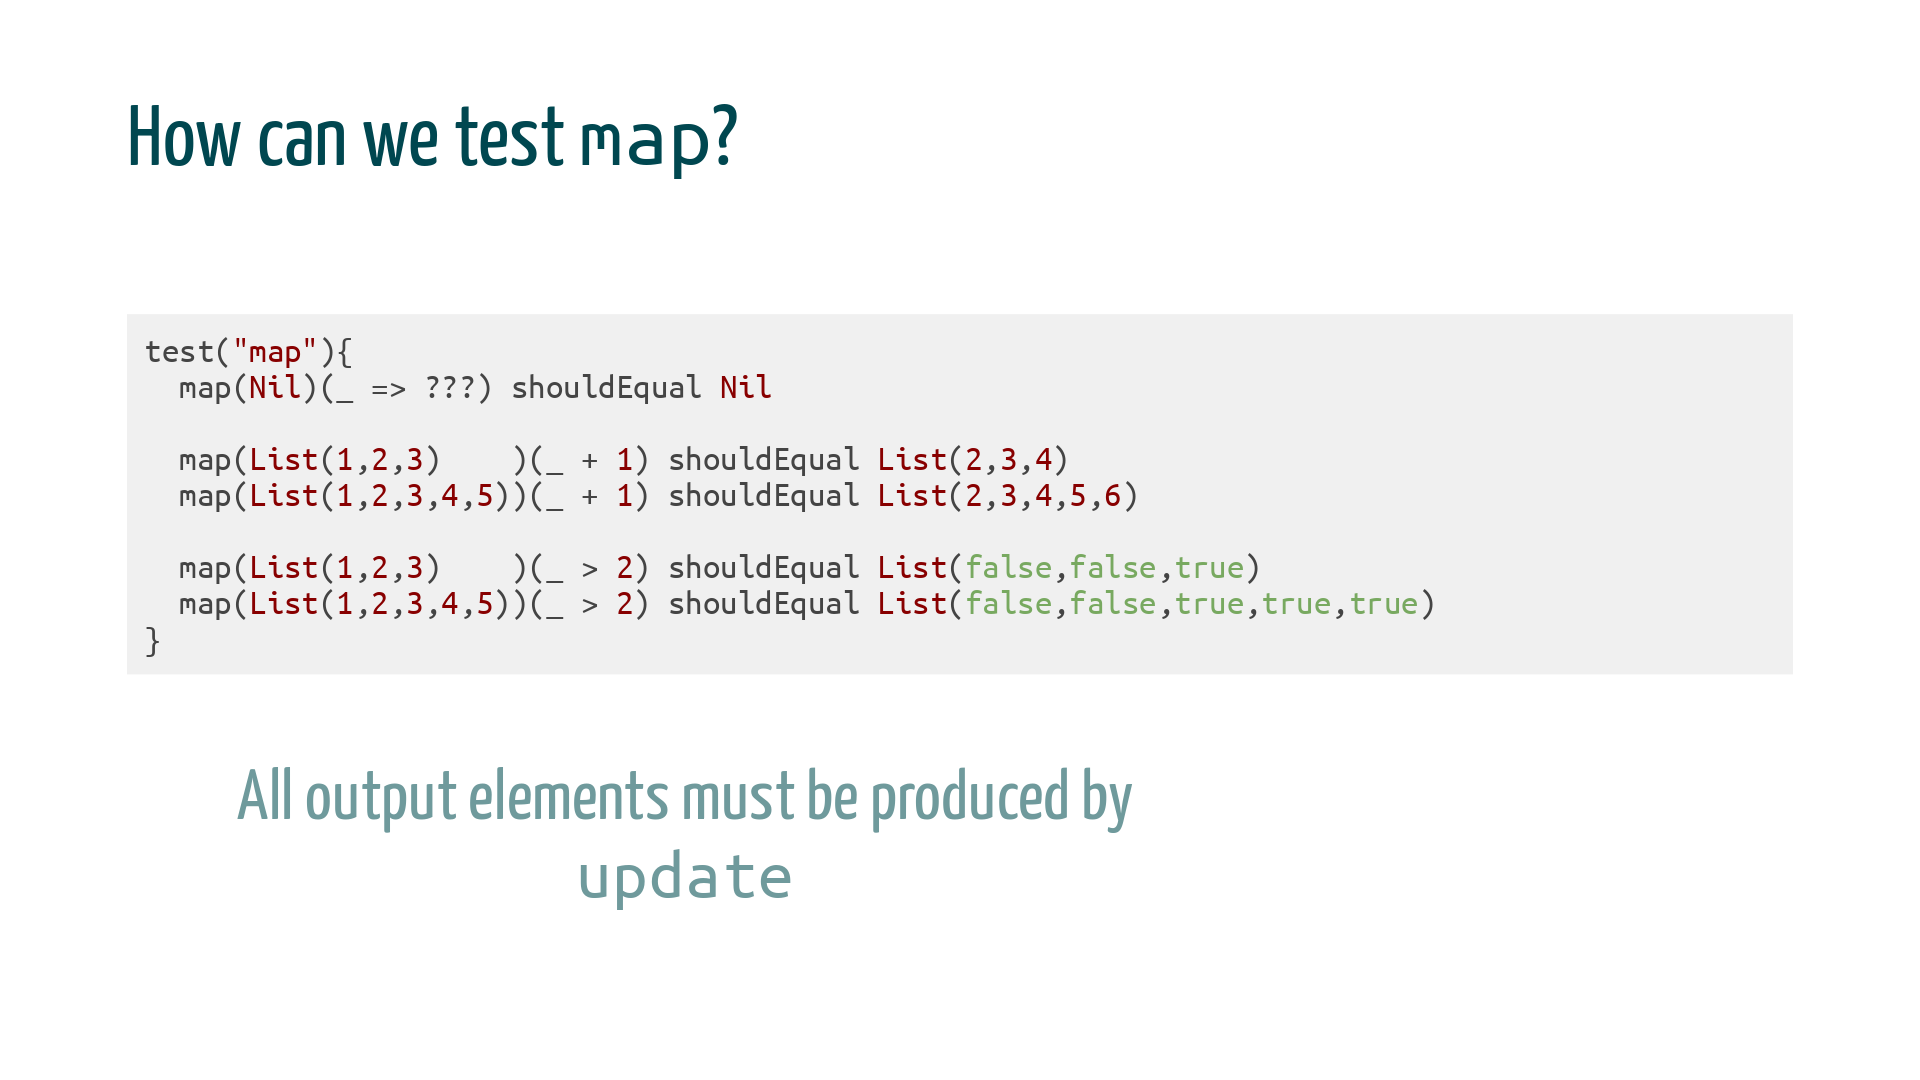 How can we test map?
test("map"){
  map(Nil)(_ => ???) shouldEqual Nil
  map(List(1,2,3)    )(_ + 1) shouldEqual List(2,3,4)
  map(List(1,2,3,4,5))(_ + 1) shouldEqual List(2,3,4,5,6)
  map(List(1,2,3)    )(_ > 2) shouldEqual List(false,false,true)
  map(List(1,2,3,4,5))(_ > 2) shouldEqual List(false,false,true,true,true)
}
All output elements must be produced by
update